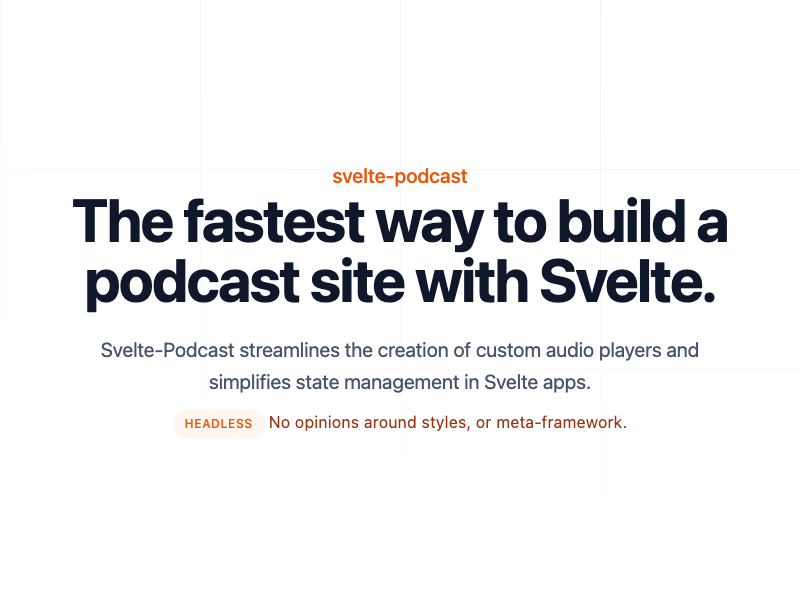 svelte-podcast
The fastest way to build a
podcast site with Svelte.
Svelte-Podcast streamlines the creation of custom audio players and
simplifies state management in Svelte apps.
HEADLESS No opinions around styles, or meta-framework.